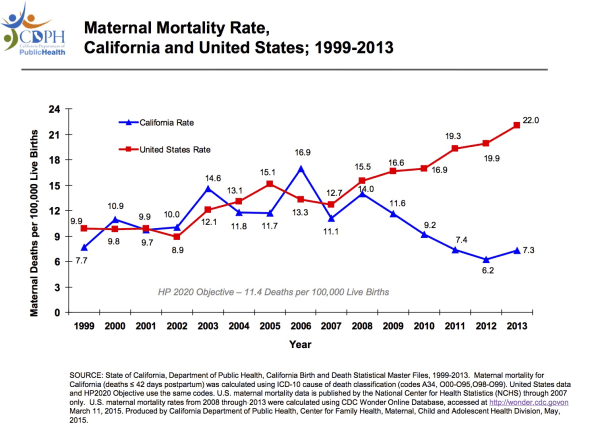 CDPH
California Department of
PublicHealth
Maternal Mortality Rate,
California and United States; 1999-2013
Maternal Deaths per 100,000 Live Births
24
21
18
15
12
9
6
3
0
California Rate
United States Rate
9.9
7.7
10.9
9.8
9.9
9.7
10.0
8.9
14.6
12.1
13.1
11.8
15.1
11.7
16.9
13.3
12.7
11.1
15.5
14.0
16.6
11.6
16.9
9.2
19.3
7.4
19.9
6.2
22.0
7.3
HP 2020 Objective – 11.4 Deaths per 100,000 Live Births
1999 2000 2001 2002 2003 2004 2005 2006 2007 2008 2009 2010 2011 2012 2013
Year
SOURCE: State of California, Department of Public Health, California Birth and Death Statistical Master Files, 1999-2013. Maternal mortality for
California (deaths ≤ 42 days postpartum) was calculated using ICD-10 cause of death classification (codes A34, O00-O95,O98-O99). United States data
and HP2020 Objective use the same codes. U.S. maternal mortality data is published by the National Center for Health Statistics (NCHS) through 2007
only. U.S. maternal mortality rates from 2008 through 2013 were calculated using CDC Wonder Online Database, accessed at http://wonder.cdc.govon
March 11, 2015. Produced by California Department of Public Health, Center for Family Health, Maternal, Child and Adolescent Health Division, May,
2015.